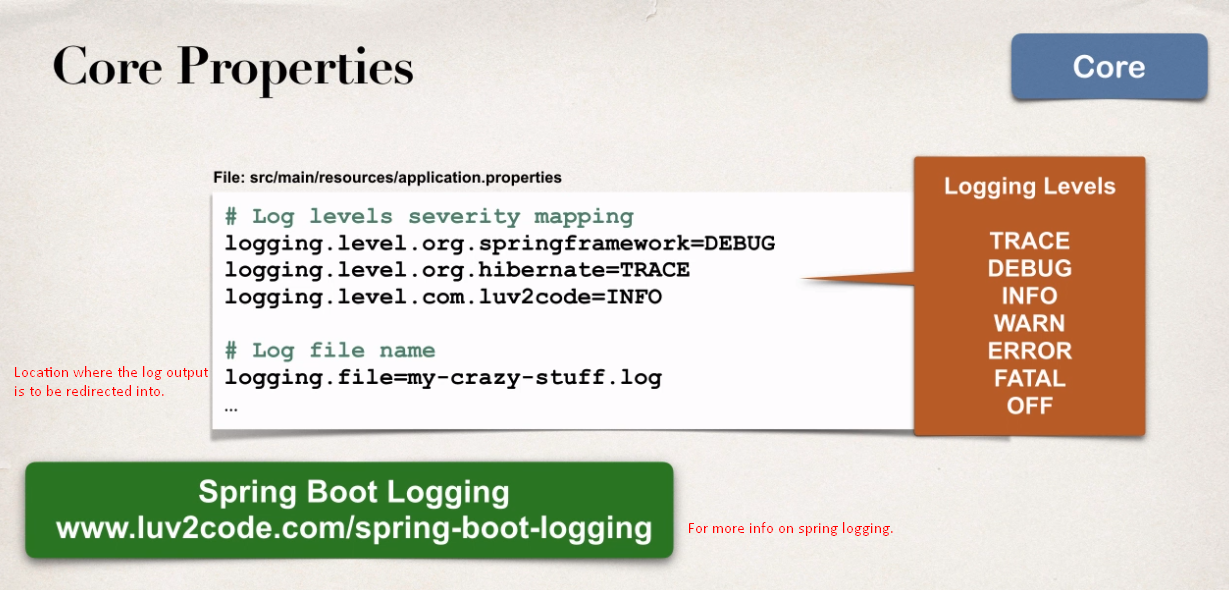 Core Properties
Core
File: src/main/resources/application.properties
# Log levels severity mapping
logging.level.org.springframework=DEBUG
logging.level.org.hibernate=TRACE
logging.level.com.luv2code=INFO
# Log file name
logging.file=my-crazy-stuff.log
...
Logging Levels
TRACE
DEBUG
INFO
WARN
ERROR
FATAL
OFF
Location where the log output
is to be redirected into.
Spring Boot Logging
www.luv2code.com/spring-boot-logging
For more info on spring logging.